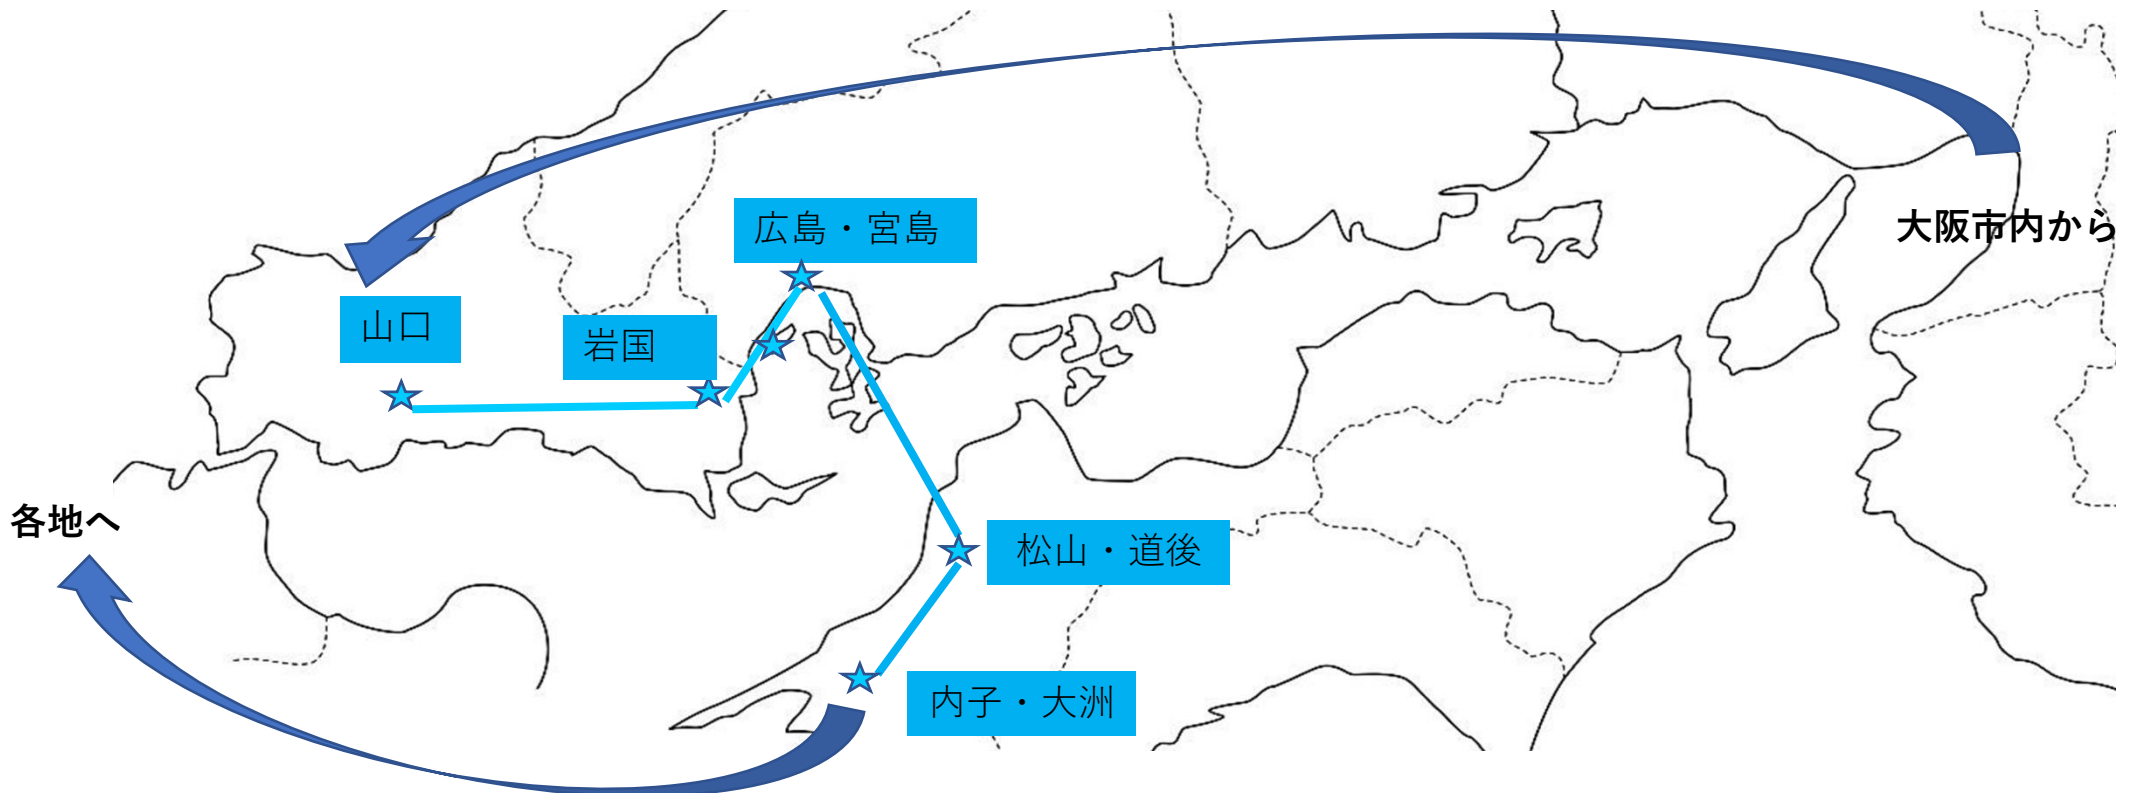 広島・宮島
大阪市内から
山口
岩国
各地へ
松山・道後
内子・大洲